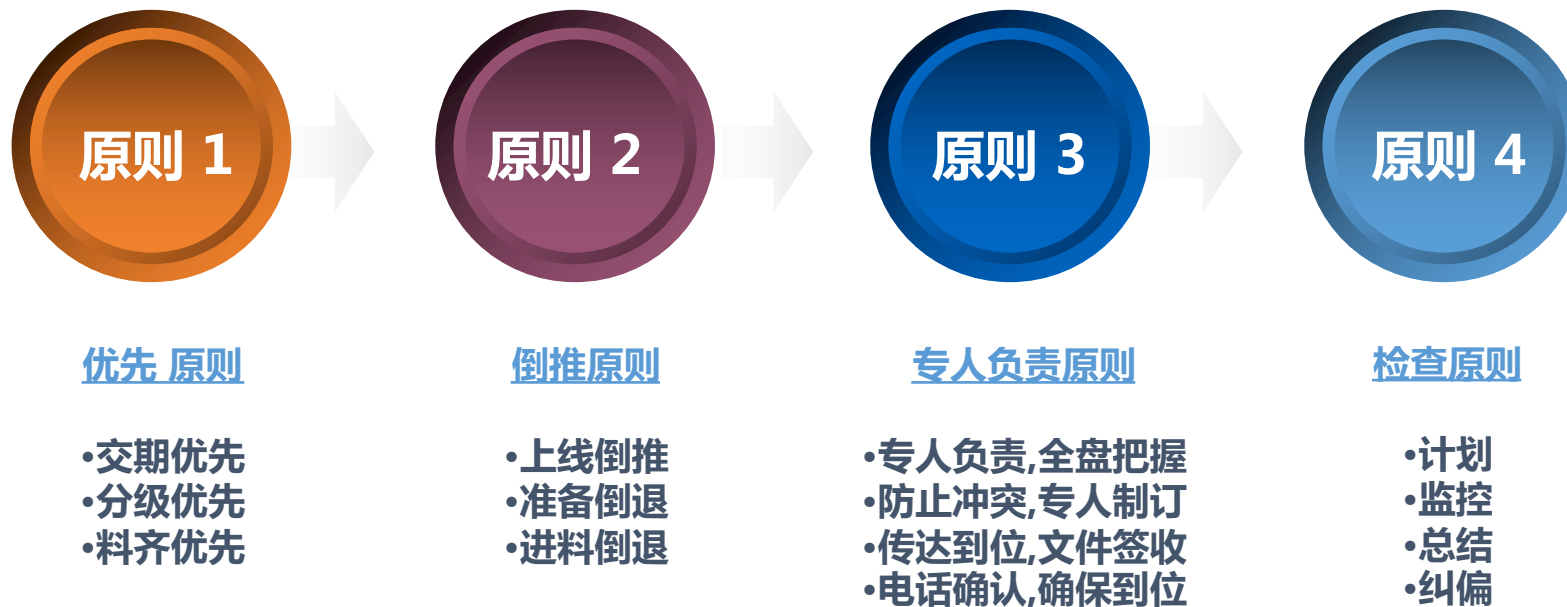 原则 1
原则 2
原则 3
原则 4
优先 原则
•交期优先
•分级优先
•料齐优先
倒推原则
•上线倒推
•准备倒退
•进料倒退
专人负责原则
•专人负责,全盘把握
•防止冲突,专人制订
•传达到位,文件签收
•电话确认,确保到位
检查原则
•计划
•监控
•总结
•纠偏